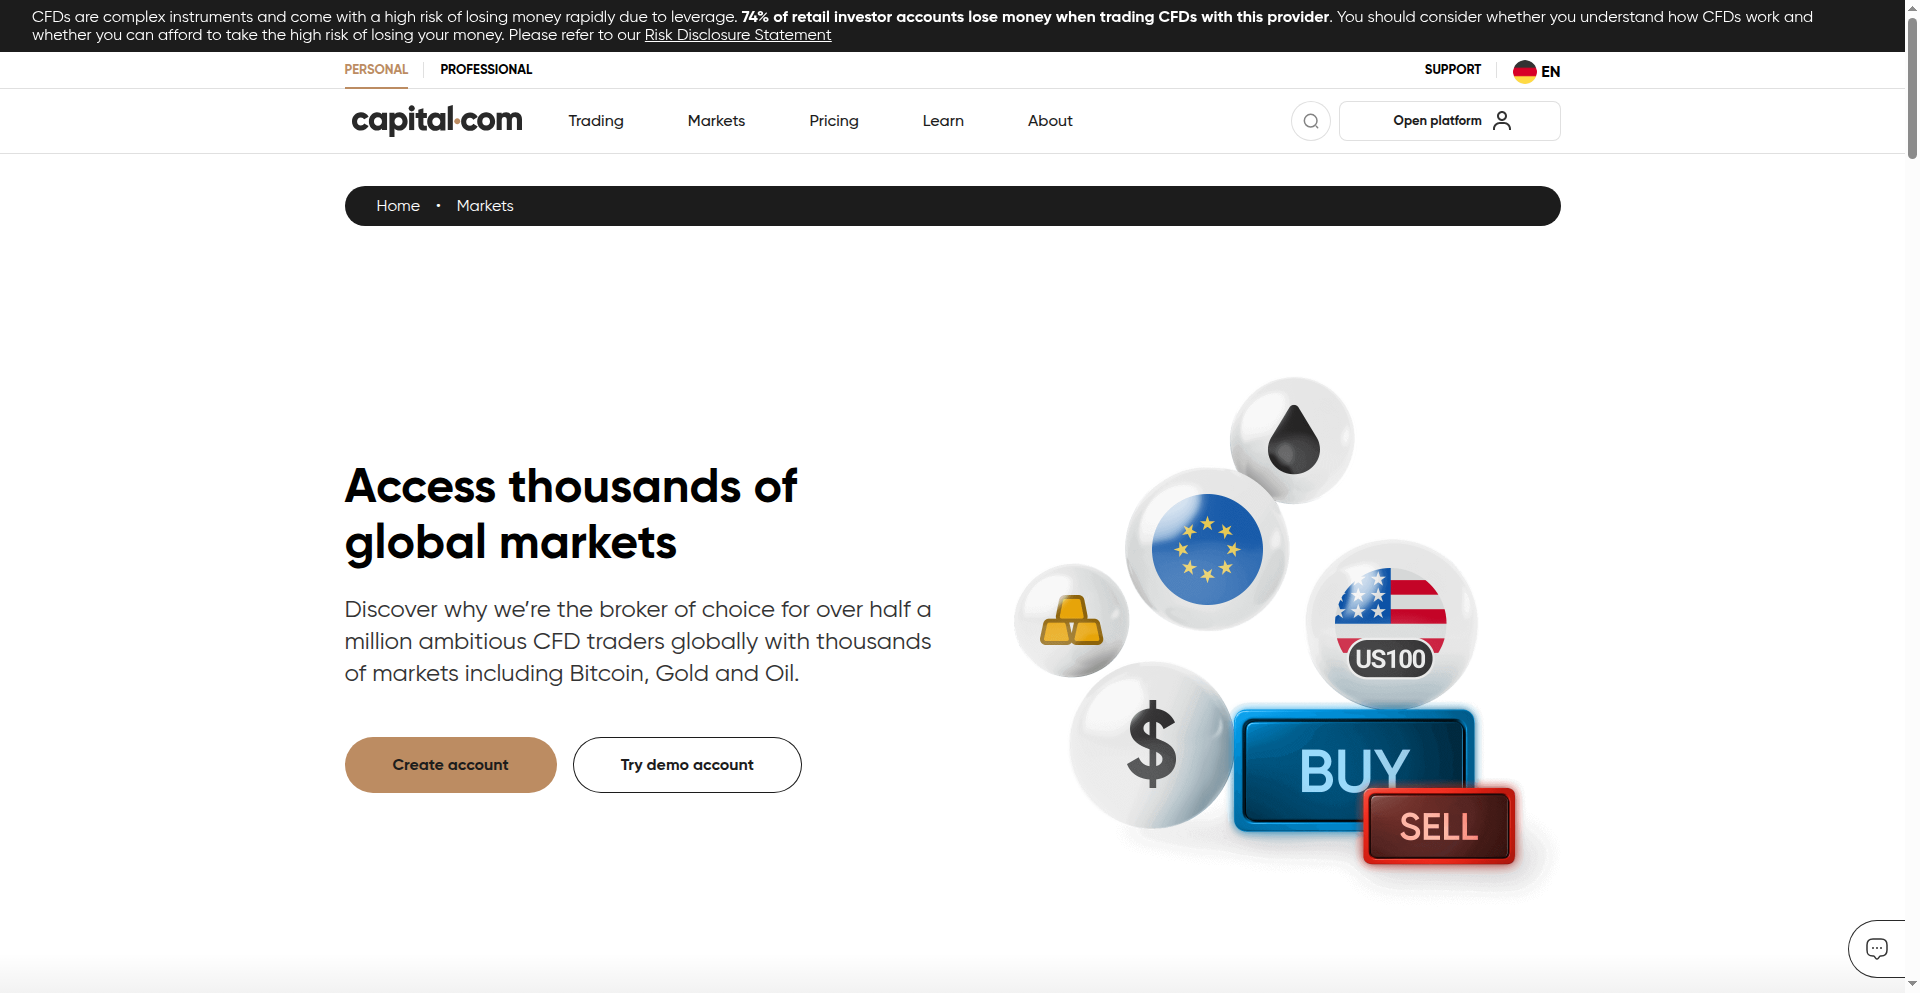 CFDs are complex instruments and come with a high risk of losing money rapidly due to leverage. 74% of retail investor accounts lose money when trading CFDs with this provider. You should consider whether you understand how CFDs work and
whether you can afford to take the high risk of losing your money. Please refer to our Risk Disclosure Statement
PERSONAL PROFESSIONAL SUPPORT EN
capital.com Trading Markets Pricing Learn About Open platform
Home • Markets
Access thousands of
global markets
Discover why we’re the broker of choice for over half a
million ambitious CFD traders globally with thousands
of markets including Bitcoin, Gold and Oil.
Create account Try demo account
US100
$
BUY
SELL